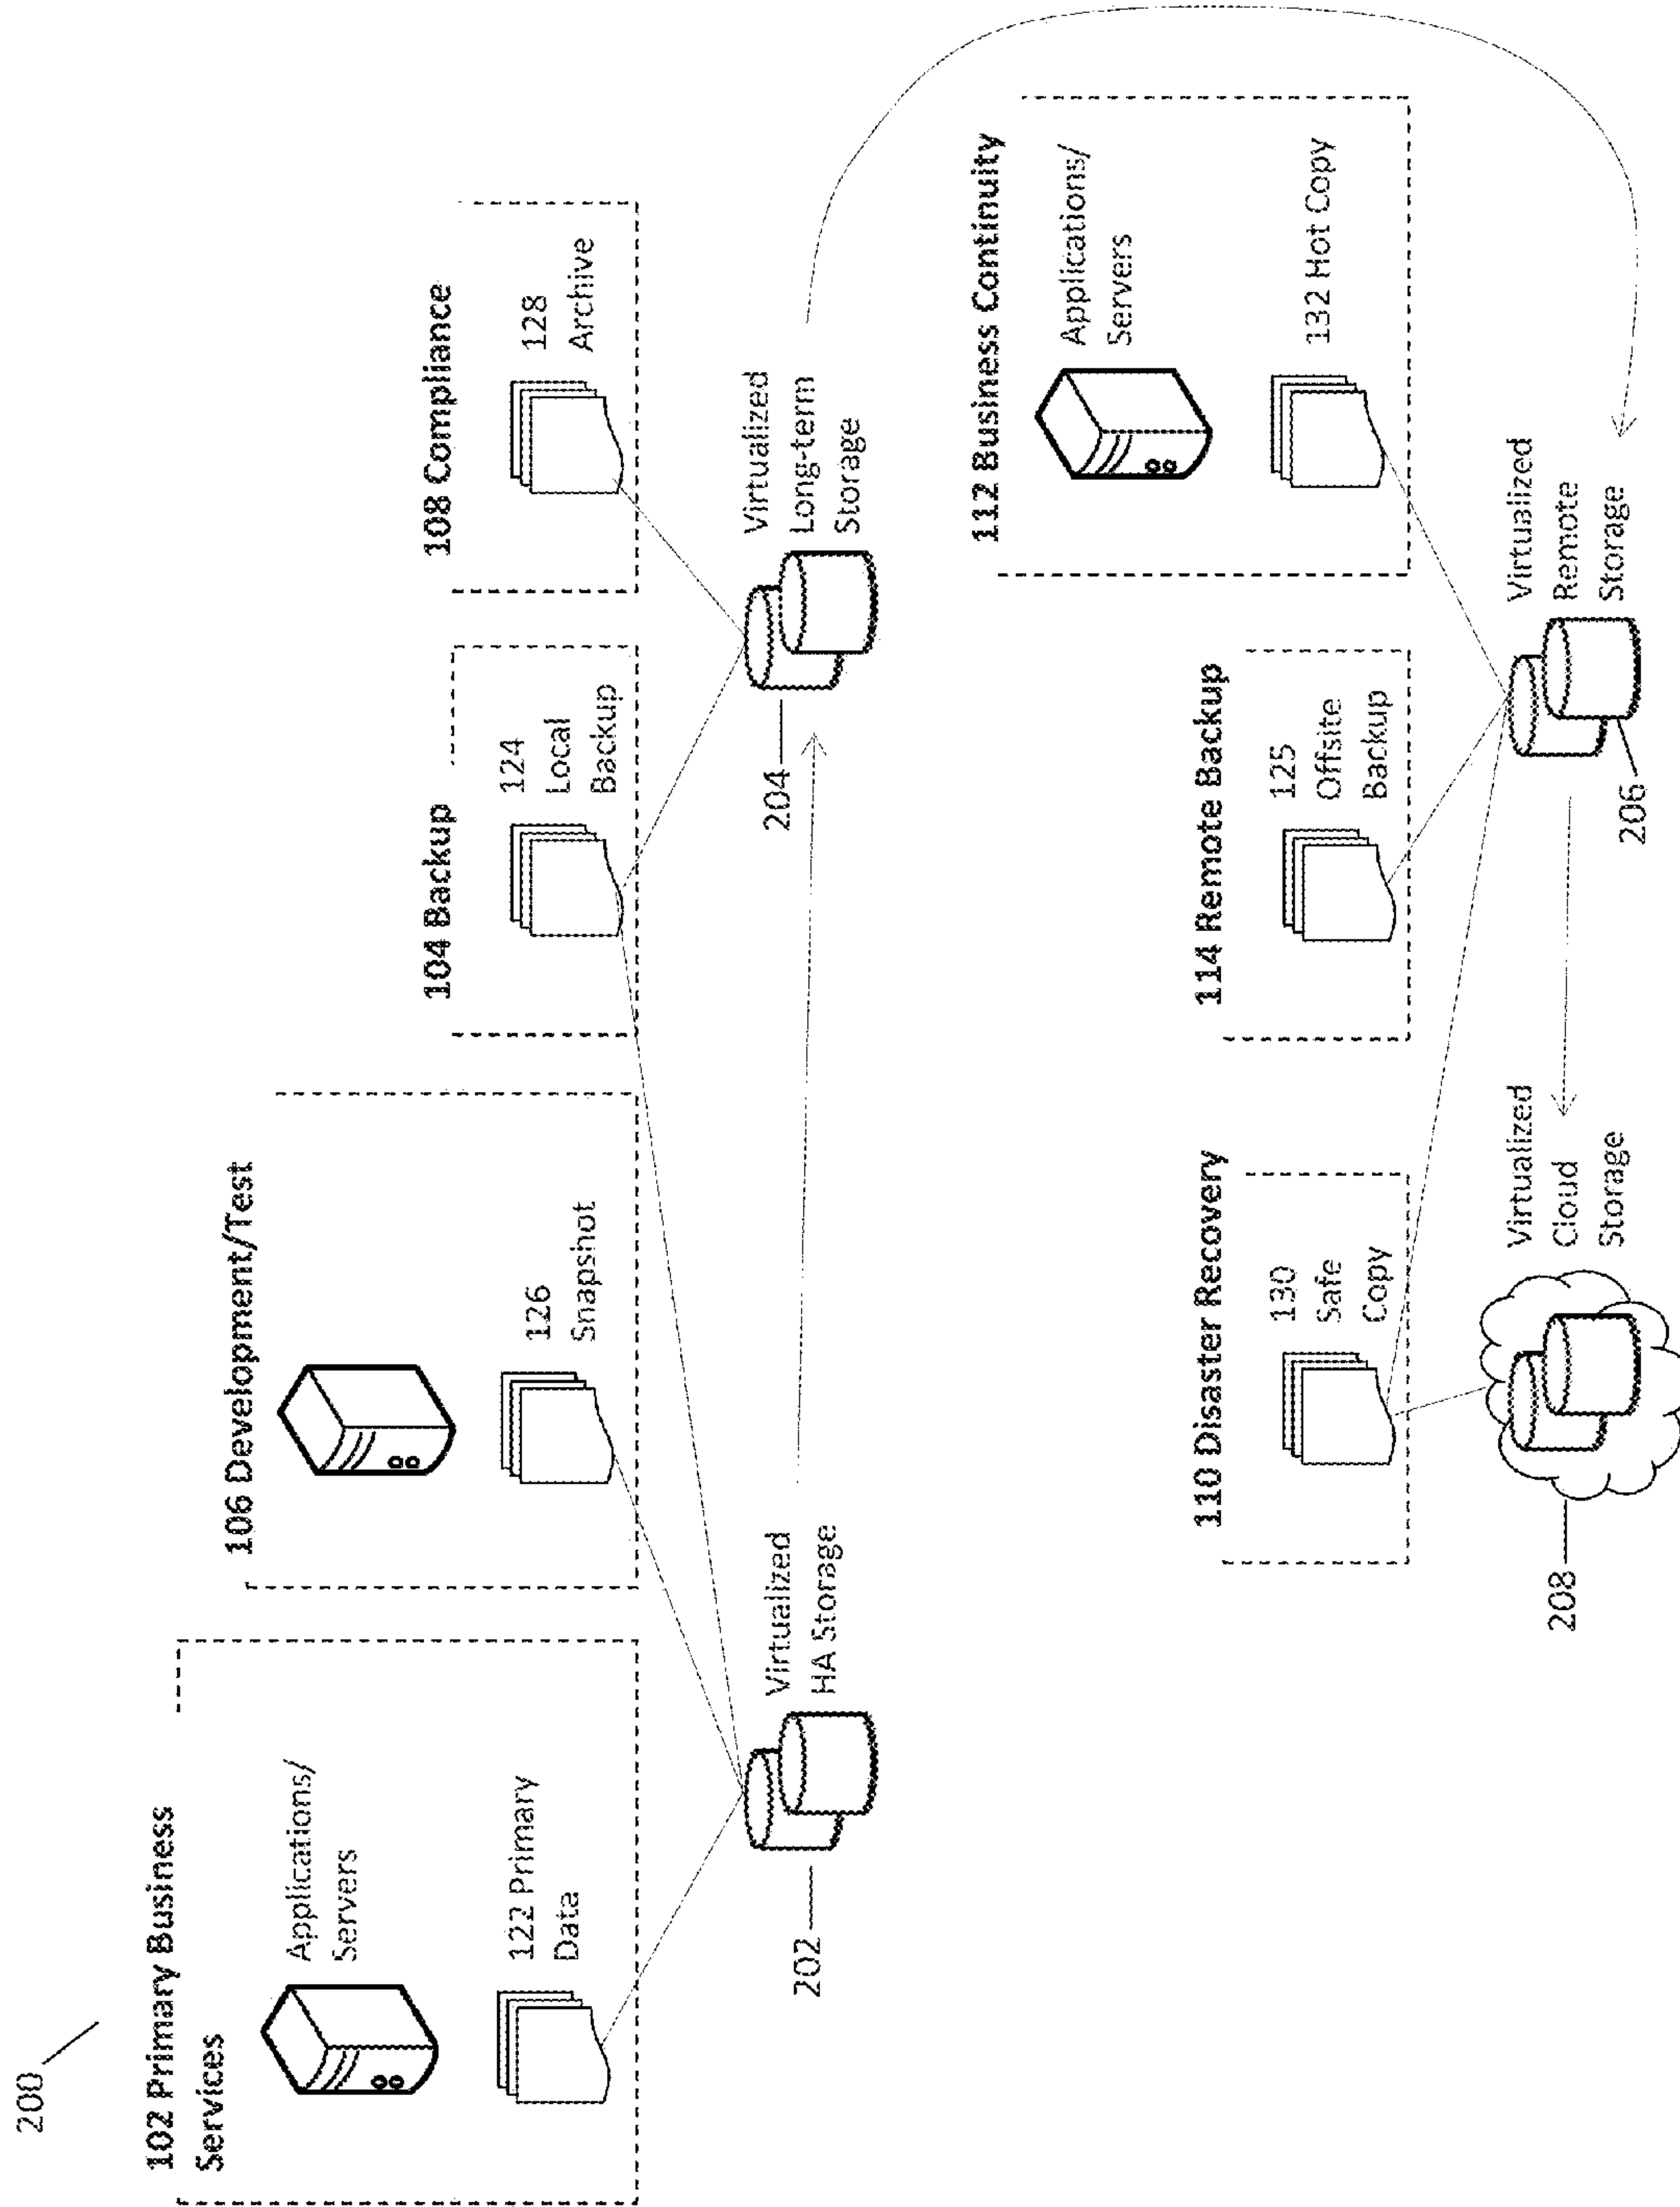 200
102 Primary Business
Services
Applications/
Servers
122 Primary
Data
106 Development/Test
126
Snapshot
104 Backup
124
Local
Backup
108 Compliance
128
Archive
202
Virtualized
HA Storage
204
Virtualized
Long-term
Storage
110 Disaster Recovery
130
Safe
Copy
114 Remote Backup
125
Offsite
Backup
112 Business Continuity
Applications/
Servers
132 Hot Copy
208
Virtualized
Cloud
Storage
206
Virtualized
Remote
Storage